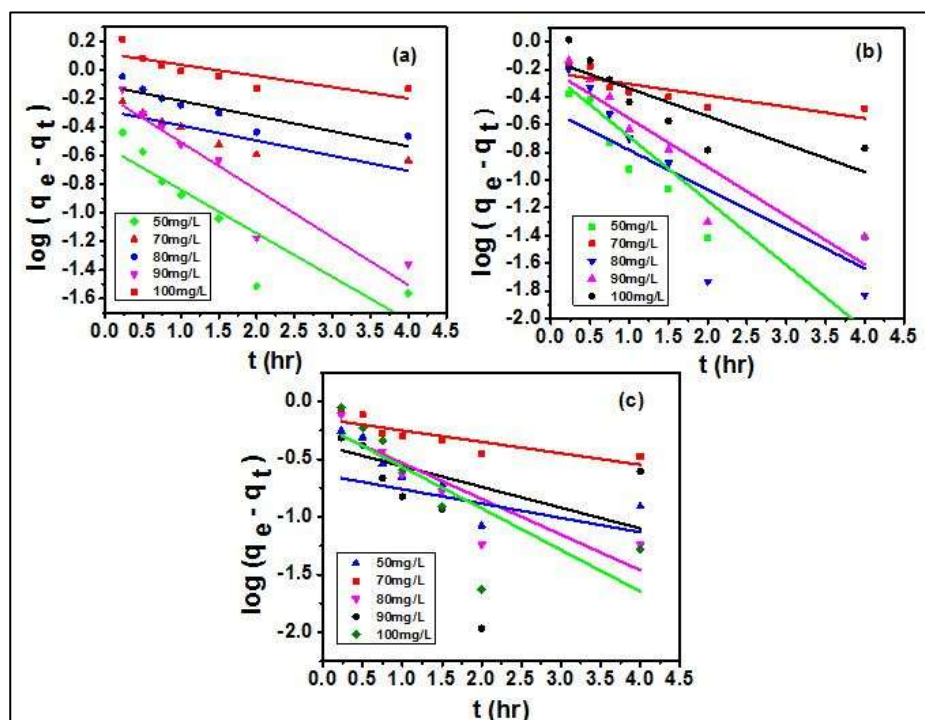 (a)
log ( q e - q t )
0.2
0.0
-0.2
-0.4
-0.6
-0.8
-1.0
-1.2
-1.4
-1.6
50mg/L
70mg/L
80mg/L
90mg/L
100mg/L
0.0 0.5 1.0 1.5 2.0 2.5 3.0 3.5 4.0 4.5
t (hr)
(b)
log ( q e - q t )
0.0
-0.2
-0.4
-0.6
-0.8
-1.0
-1.2
-1.4
-1.6
-1.8
-2.0
50mg/L
70mg/L
80mg/L
90mg/L
100mg/L
0.0 0.5 1.0 1.5 2.0 2.5 3.0 3.5 4.0 4.5
t (hr)
(c)
log (q e - q t )
0.0
-0.5
-1.0
-1.5
-2.0
50mg/L
70mg/L
80mg/L
90mg/L
100mg/L
0.0 0.5 1.0 1.5 2.0 2.5 3.0 3.5 4.0 4.5
t (hr)